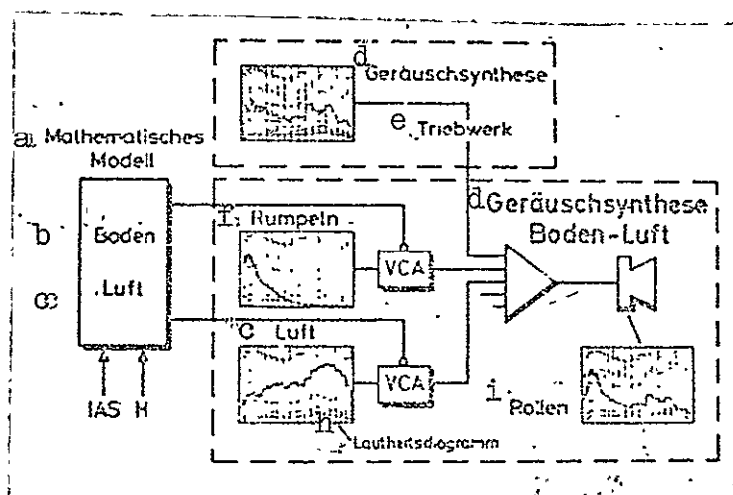 d Geräuschsynthese
e Triebwerk
a Mathematisches
Modell
b Boden
c Luft
f Rumpeln
VCA
d Geräuschsynthese
Boden-Luft
c Luft
VCA
h Lautheitsdiagramm
i Rollen
IAS H